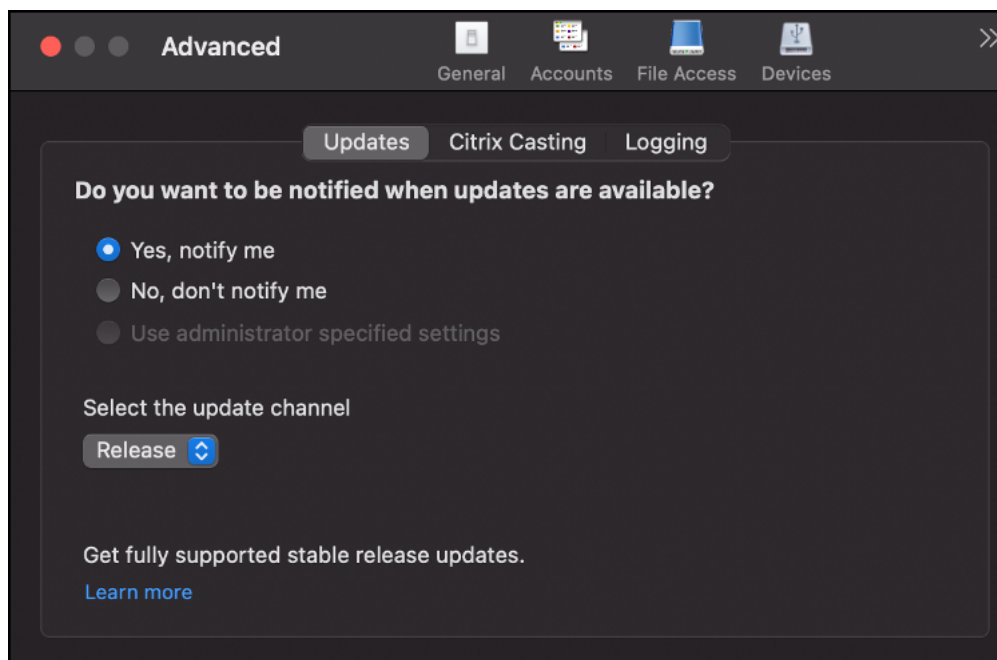 Advanced
General
Accounts
File Access
Devices
Updates
Citrix Casting
Logging
Do you want to be notified when updates are available?
Yes, notify me
No, don't notify me
Use administrator specified settings
Select the update channel
Release
Get fully supported stable release updates.
Learn more